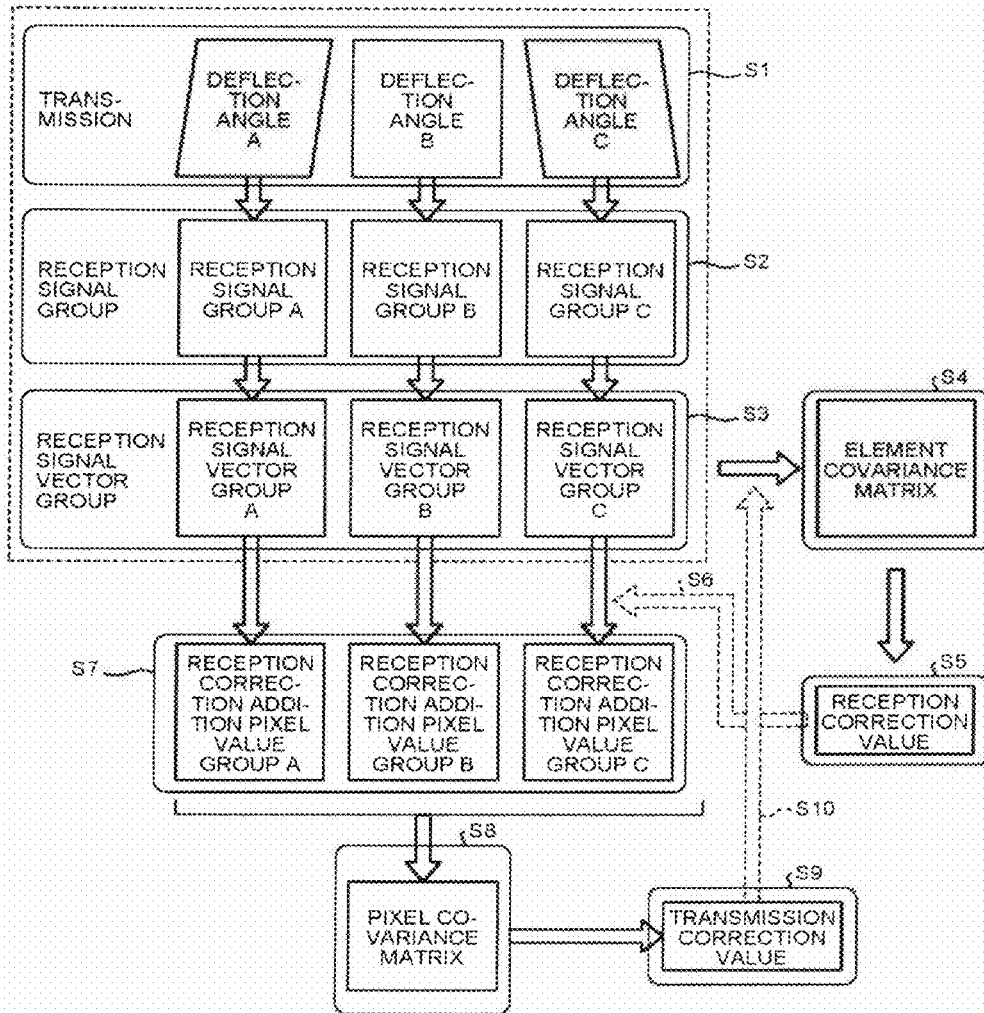 TRANS-
MISSION
DEFLEC-
TION
ANGLE
A
DEFLEC-
TION
ANGLE
B
DEFLEC-
TION
ANGLE
C
S1
RECEPTION
SIGNAL
GROUP
RECEPTION
SIGNAL
GROUP A
RECEPTION
SIGNAL
GROUP B
RECEPTION
SIGNAL
GROUP C
S2
RECEPTION
SIGNAL
VECTOR
GROUP
RECEPTION
SIGNAL
VECTOR
GROUP
A
RECEPTION
SIGNAL
VECTOR
GROUP
B
RECEPTION
SIGNAL
VECTOR
GROUP
C
S3
S4
ELEMENT
COVARIANCE
MATRIX
S6
S5
RECEPTION
CORRECTION
VALUE
S7
RECEPTION
CORREC-
TION ADDI-
TION PIXEL
VALUE
GROUP A
RECEPTION
CORREC-
TION ADDI-
TION PIXEL
VALUE
GROUP B
RECEPTION
CORREC-
TION ADDI-
TION PIXEL
VALUE
GROUP C
S10
S8
PIXEL CO-
VARIANCE
MATRIX
S9
TRANSMISSION
CORRECTION
VALUE